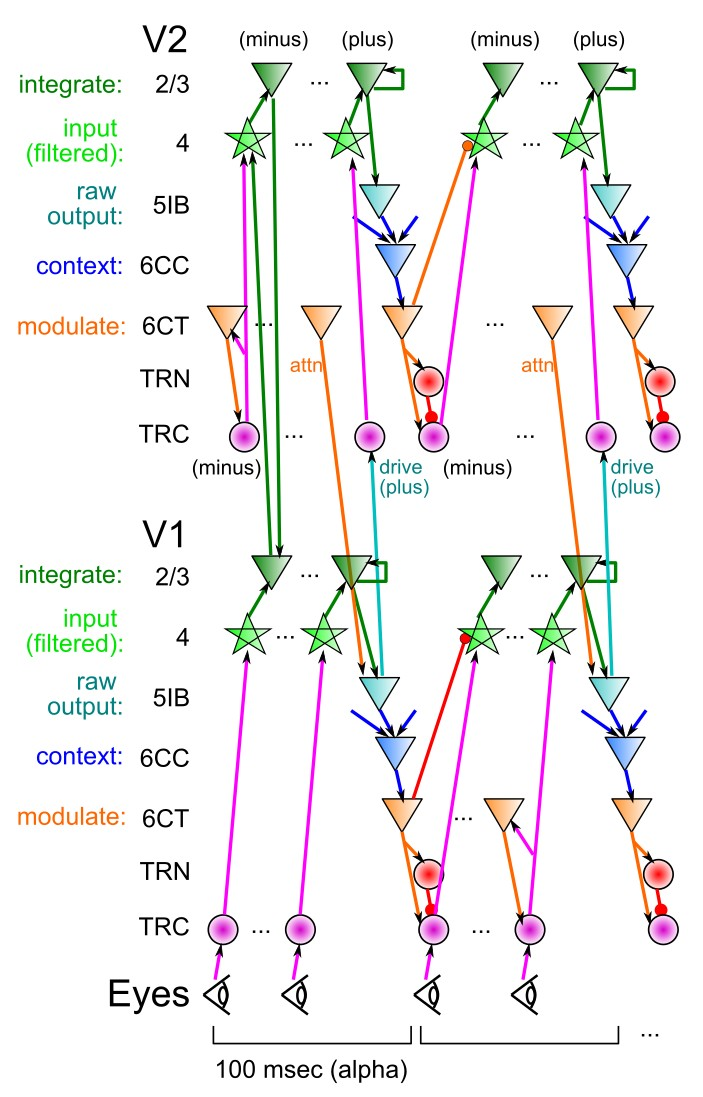 V2
(minus) (plus) (minus) (plus)
integrate: 2/3 ... ...
input
(filtered): 4 ... ...
raw
output: 5IB
context: 6CC
modulate: 6CT ... ...
attn attn
TRN
TRC ... ...
(minus) drive
(plus) (minus) drive
(plus)
V1
integrate: 2/3 ... ...
input
(filtered): 4 ... ...
raw
output: 5IB
context: 6CC
modulate: 6CT ...
TRN
TRC ... ...
Eyes
...
100 msec (alpha)